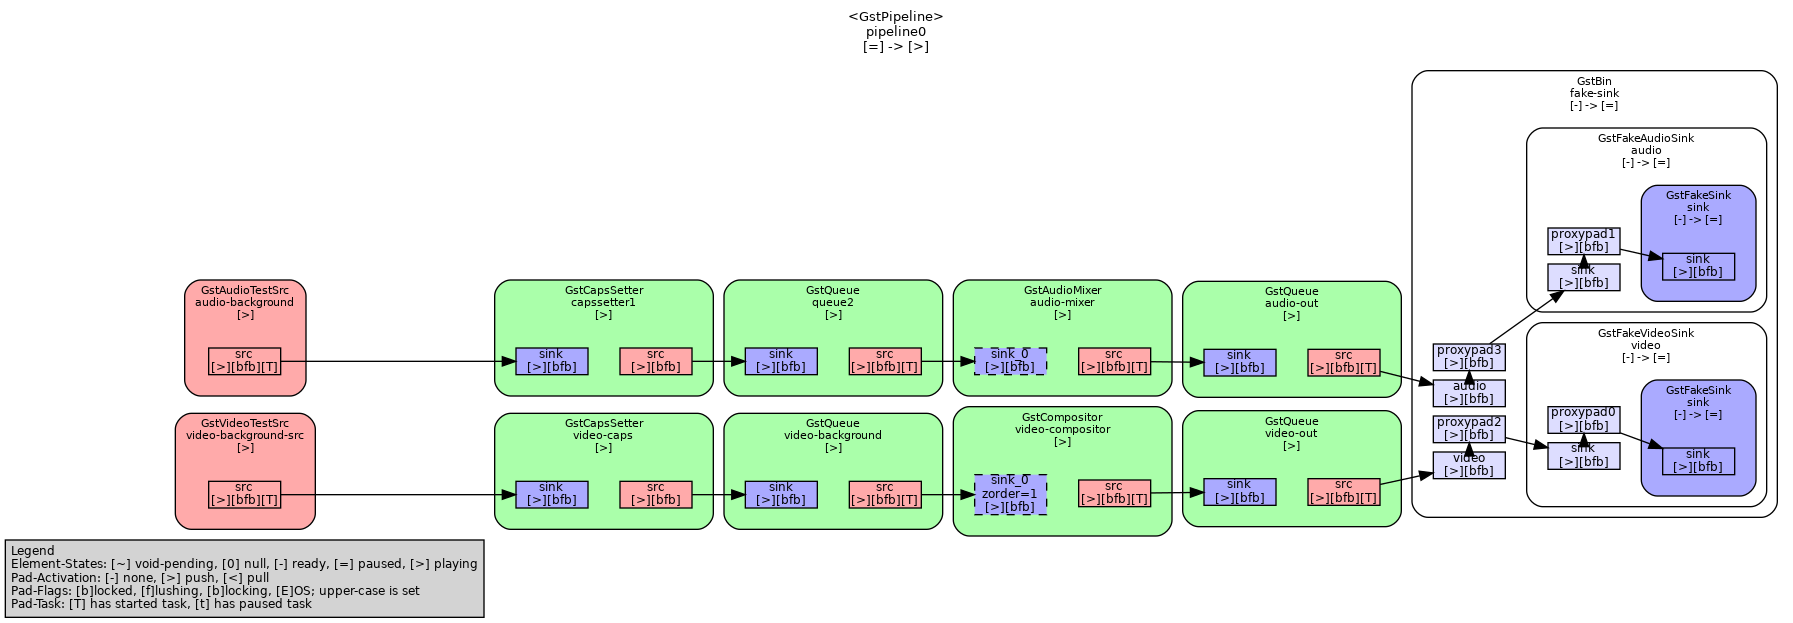 <GstPipeline>
pipeline0
[=] -> [>]
GstBin
fake-sink
[-] -> [=]
GstFakeAudioSink
audio
[-] -> [=]
GstFakeSink
sink
[-] -> [=]
proxypad1
[>][bfb]
sink
[>][bfb]
sink
[>][bfb]
GstAudioTestSrc
audio-background
[>]
src
[>][bfb][T]
GstCapsSetter
capssetter1
[>]
sink
[>][bfb]
src
[>][bfb]
GstQueue
queue2
[>]
sink
[>][bfb]
src
[>][bfb][T]
GstAudioMixer
audio-mixer
[>]
sink_0
[>][bfb]
src
[>][bfb][T]
GstQueue
audio-out
[>]
sink
[>][bfb]
src
[>][bfb][T]
proxypad3
[>][bfb]
audio
[>][bfb]
proxypad2
[>][bfb]
video
[>][bfb]
GstFakeVideoSink
video
[-] -> [=]
GstFakeSink
sink
[-] -> [=]
proxypad0
[>][bfb]
sink
[>][bfb]
sink
[>][bfb]
GstVideoTestSrc
video-background-src
[>]
src
[>][bfb][T]
GstCapsSetter
video-caps
[>]
sink
[>][bfb]
src
[>][bfb]
GstQueue
video-background
[>]
sink
[>][bfb]
src
[>][bfb][T]
GstCompositor
video-compositor
[>]
sink_0
zorder=1
[>][bfb]
src
[>][bfb][T]
GstQueue
video-out
[>]
sink
[>][bfb]
src
[>][bfb][T]
Legend
Element-States: [~] void-pending, [0] null, [-] ready, [=] paused, [>] playing
Pad-Activation: [-] none, [>] push, [<] pull
Pad-Flags: [b]locked, [f]lushing, [b]locking, [E]OS; upper-case is set
Pad-Task: [T] has started task, [t] has paused task